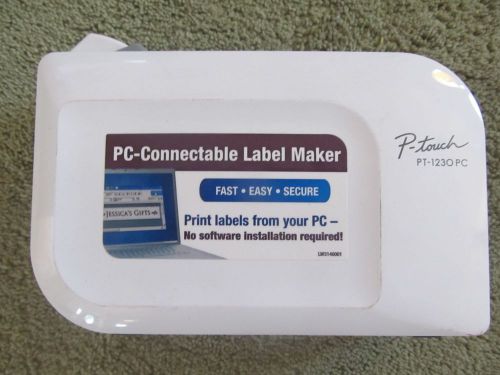 PC-Connectable Label Maker
FAST • EASY • SECURE
JESSICA'S GIFTS
Print labels from your PC –
No software installation required!
LM3140001
P-touch
PT-1230PC